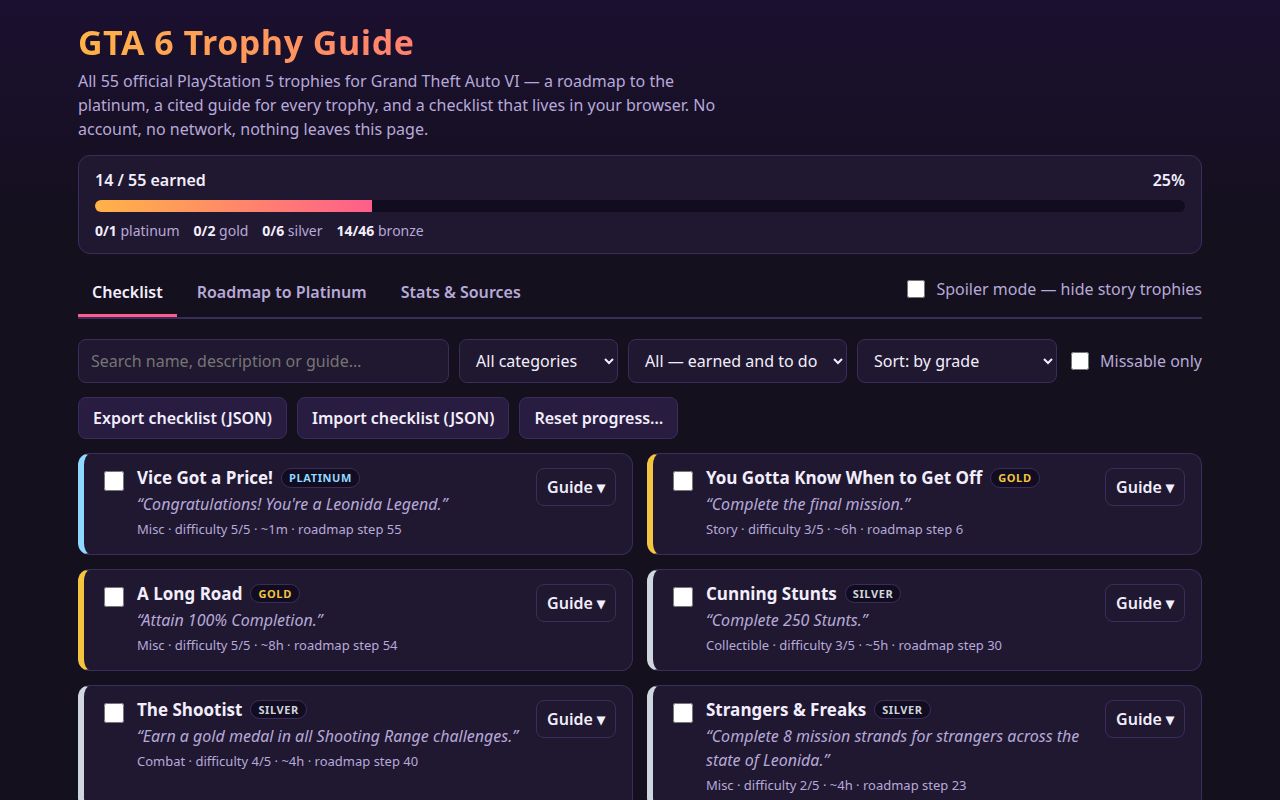 GTA 6 Trophy Guide
All 55 official PlayStation 5 trophies for Grand Theft Auto VI — a roadmap to the
platinum, a cited guide for every trophy, and a checklist that lives in your browser. No
account, no network, nothing leaves this page.
14 / 55 earned 25%
0/1 platinum 0/2 gold 0/6 silver 14/46 bronze
Checklist Roadmap to Platinum Stats & Sources Spoiler mode — hide story trophies
Search name, description or guide... All categories All — earned and to do Sort: by grade Missable only
Export checklist (JSON) Import checklist (JSON) Reset progress...
Vice Got a Price! PLATINUM Guide ▾
“Congratulations! You're a Leonida Legend.”
Misc · difficulty 5/5 · ~1m · roadmap step 55
You Gotta Know When to Get Off GOLD Guide ▾
“Complete the final mission.”
Story · difficulty 3/5 · ~6h · roadmap step 6
A Long Road GOLD Guide ▾
“Attain 100% Completion.”
Misc · difficulty 5/5 · ~8h · roadmap step 54
Cunning Stunts SILVER Guide ▾
“Complete 250 Stunts.”
Collectible · difficulty 3/5 · ~5h · roadmap step 30
The Shootist SILVER Guide ▾
“Earn a gold medal in all Shooting Range challenges.”
Combat · difficulty 4/5 · ~4h · roadmap step 40
Strangers & Freaks SILVER Guide ▾
“Complete 8 mission strands for strangers across the
state of Leonida.”
Misc · difficulty 2/5 · ~4h · roadmap step 23